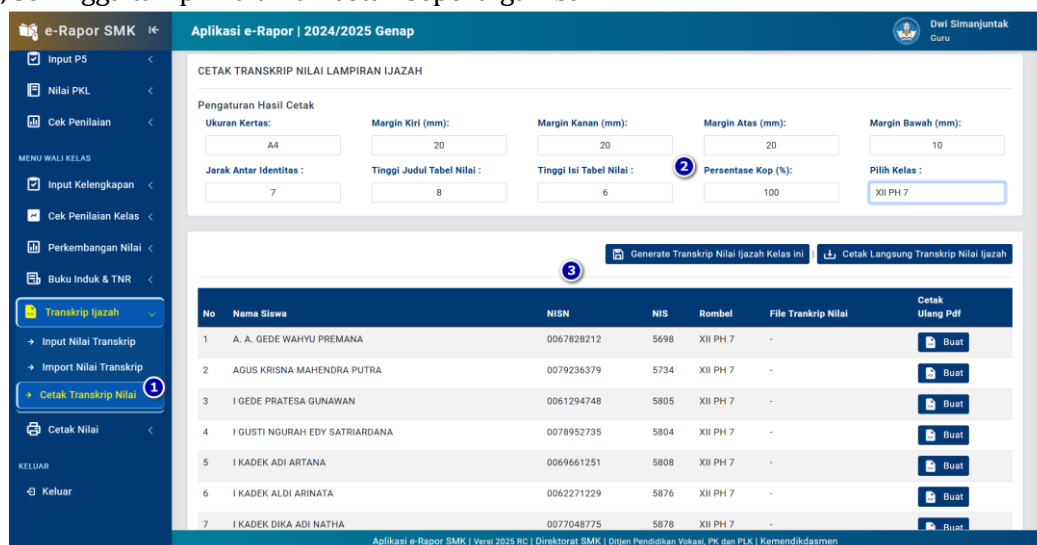 e-Rapor SMK
Aplikasi e-Rapor | 2024/2025 Genap
Dwi Simanjuntak
Guru
Input P5
Nilai PKL
Cek Penilaian
MENU WALI KELAS
Input Kelengkapan
Cek Penilaian Kelas
Perkembangan Nilai
Buku Induk & TNR
Transkrip Ijazah
Input Nilai Transkrip
Import Nilai Transkrip
Cetak Transkrip Nilai 1
Cetak Nilai
KELUAR
Keluar
CETAK TRANSKRIP NILAI LAMPIRAN IJAZAH
Pengaturan Hasil Cetak
Ukuran Kertas: Margin Kiri (mm): Margin Kanan (mm): Margin Atas (mm): Margin Bawah (mm):
A4 20 20 20 10
Jarak Antar Identitas : Tinggi Judul Tabel Nilai : Tinggi Isi Tabel Nilai : 2 Persentase Kop (%): Pilih Kelas :
7 8 6 100 XII PH 7
Generate Transkrip Nilai Ijazah Kelas ini | Cetak Langsung Transkrip Nilai Ijazah
3
No Nama Siswa NISN NIS Rombel File Trankrip Nilai Cetak Ulang Pdf
1 A. A. GEDE WAHYU PREMANA 0067828212 5698 XII PH 7 - Buat
2 AGUS KRISNA MAHENDRA PUTRA 0079236379 5734 XII PH 7 - Buat
3 I GEDE PRATESA GUNAWAN 0061294748 5805 XII PH 7 - Buat
4 I GUSTI NGURAH EDY SATRIARDANA 0078952735 5804 XII PH 7 - Buat
5 I KADEK ADI ARTANA 0069661251 5808 XII PH 7 - Buat
6 I KADEK ALDI ARINATA 0062271229 5876 XII PH 7 - Buat
7 I KADEK DIKA ADI NATHA 0077048775 5878 XII PH 7 - Buat
Aplikasi e-Rapor SMK | Versi 2025 RC | Direktorat SMK | Ditjen Pendidikan Vokasi, PK dan PLK | Kemendikdasmen